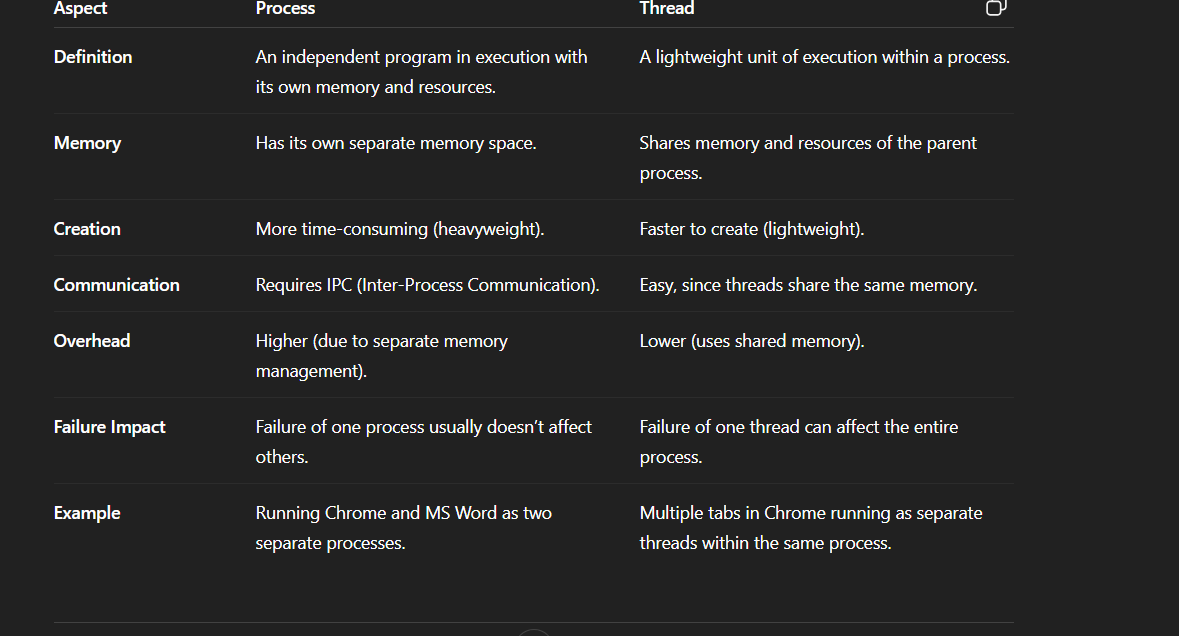 Aspect Process Thread
Definition An independent program in execution with A lightweight unit of execution within a process.
its own memory and resources.
Memory Has its own separate memory space. Shares memory and resources of the parent
process.
Creation More time-consuming (heavyweight). Faster to create (lightweight).
Communication Requires IPC (Inter-Process Communication). Easy, since threads share the same memory.
Overhead Higher (due to separate memory Lower (uses shared memory).
management).
Failure Impact Failure of one process usually doesn’t affect Failure of one thread can affect the entire
others. process.
Example Running Chrome and MS Word as two Multiple tabs in Chrome running as separate
separate processes. threads within the same process.